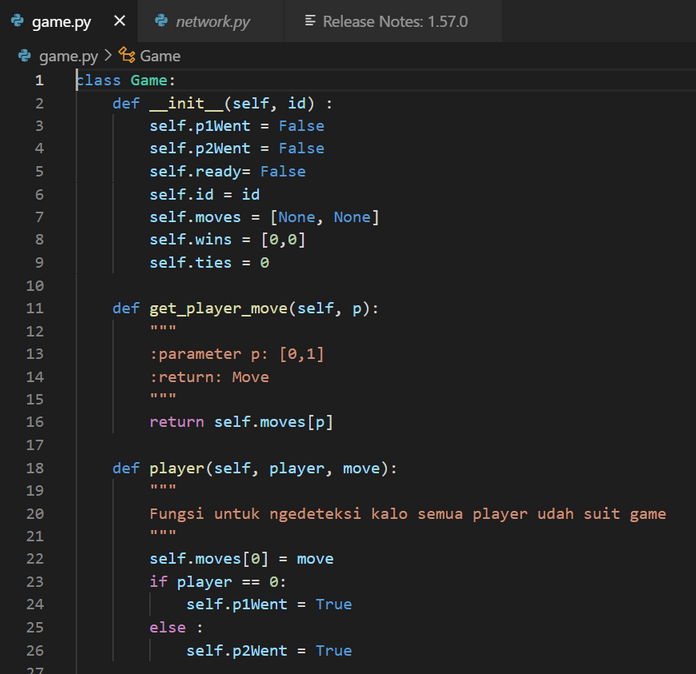 game.py
network.py
Release Notes: 1.57.0
game.py > Game
1 class Game:
2 def __init__(self, id) :
3 self.p1Went = False
4 self.p2Went = False
5 self.ready= False
6 self.id = id
7 self.moves = [None, None]
8 self.wins = [0,0]
9 self.ties = 0
10
11 def get_player_move(self, p):
12 """
13 :parameter p: [0,1]
14 :return: Move
15 """
16 return self.moves[p]
17
18 def player(self, player, move):
19 """
20 Fungsi untuk ngedeteksi kalo semua player udah suit game
21 """
22 self.moves[0] = move
23 if player == 0:
24 self.p1Went = True
25 else :
26 self.p2Went = True
27